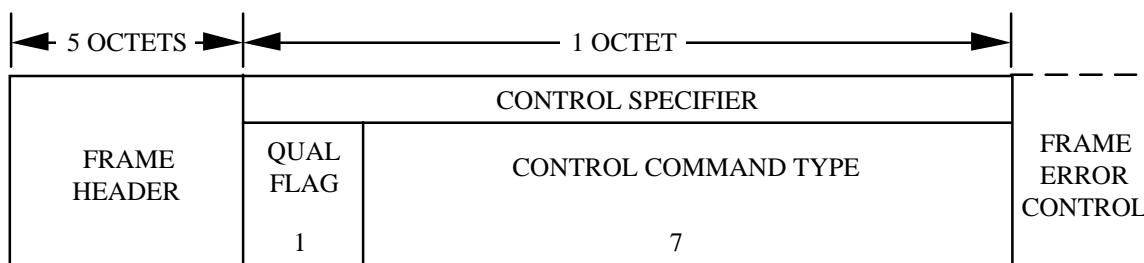 5 OCTETS
1 OCTET
CONTROL SPECIFIER
FRAME
HEADER
QUAL
FLAG
1
CONTROL COMMAND TYPE
7
FRAME
ERROR
CONTROL